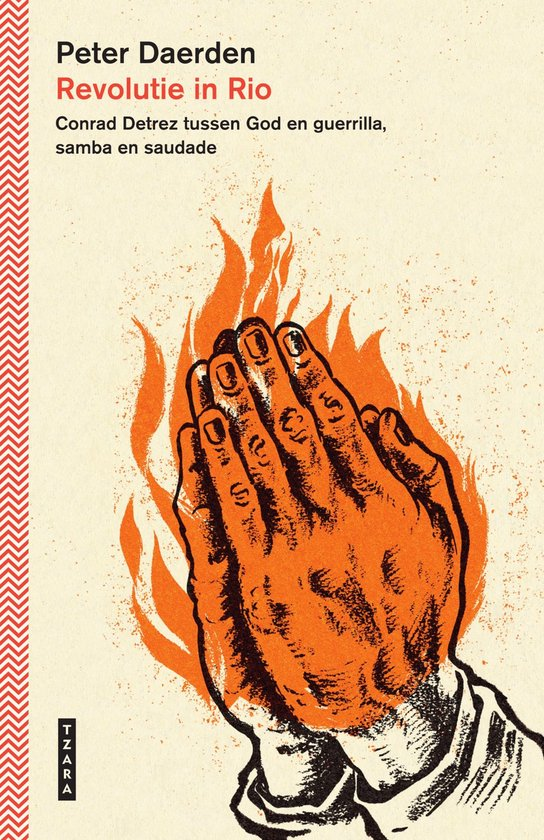 Peter Daerden
Revolutie in Rio
Conrad Detrez tussen God en guerrilla,
samba en saudade
TZARA